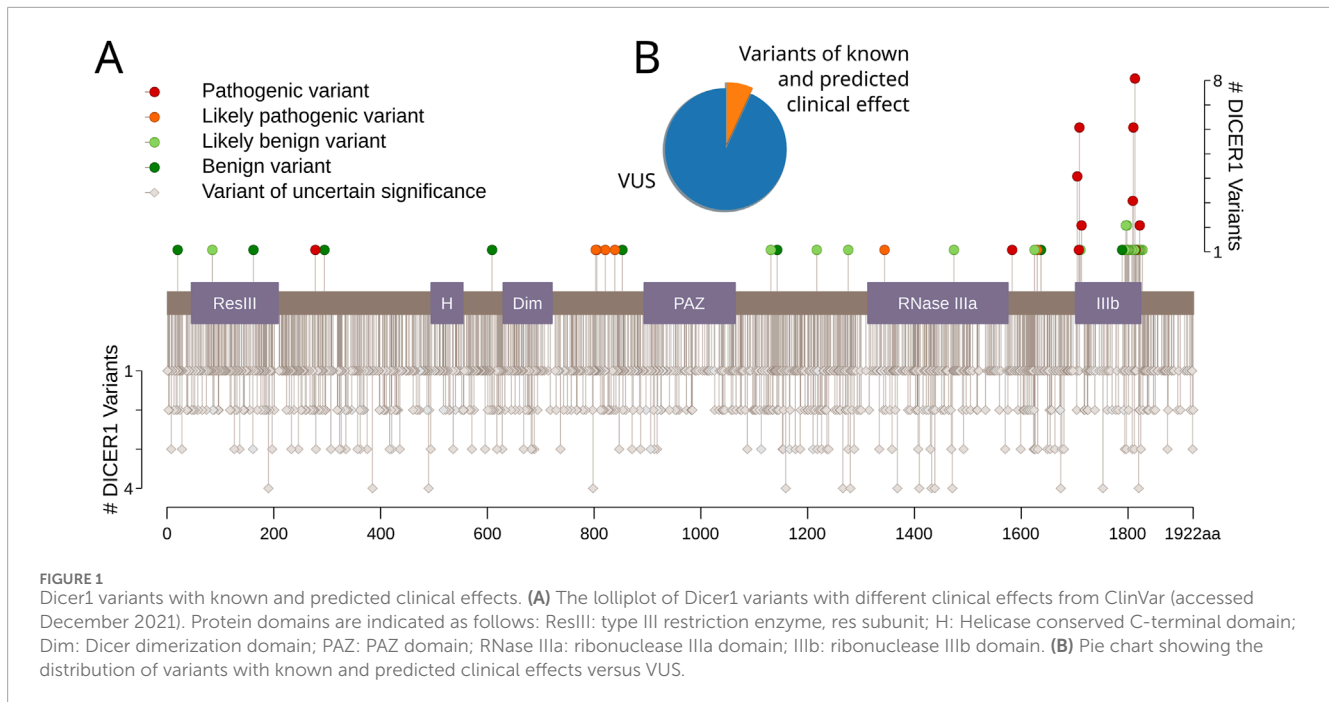 A
Pathogenic variant
Likely pathogenic variant
Likely benign variant
Benign variant
Variant of uncertain significance
B
Variants of known
and predicted
clinical effect
VUS
8
# DICER1 Variants
1
ResIII
H
Dim
PAZ
RNase IIIa
IIIb
1
# DICER1 Variants
4
0 200 400 600 800 1000 1200 1400 1600 1800 1922aa
FIGURE 1
Dicer1 variants with known and predicted clinical effects. (A) The lolliplot of Dicer1 variants with different clinical effects from ClinVar (accessed
December 2021). Protein domains are indicated as follows: ResIII: type III restriction enzyme, res subunit; H: Helicase conserved C-terminal domain;
Dim: Dicer dimerization domain; PAZ: PAZ domain; RNase IIIa: ribonuclease IIIa domain; IIIb: ribonuclease IIIb domain. (B) Pie chart showing the
distribution of variants with known and predicted clinical effects versus VUS.